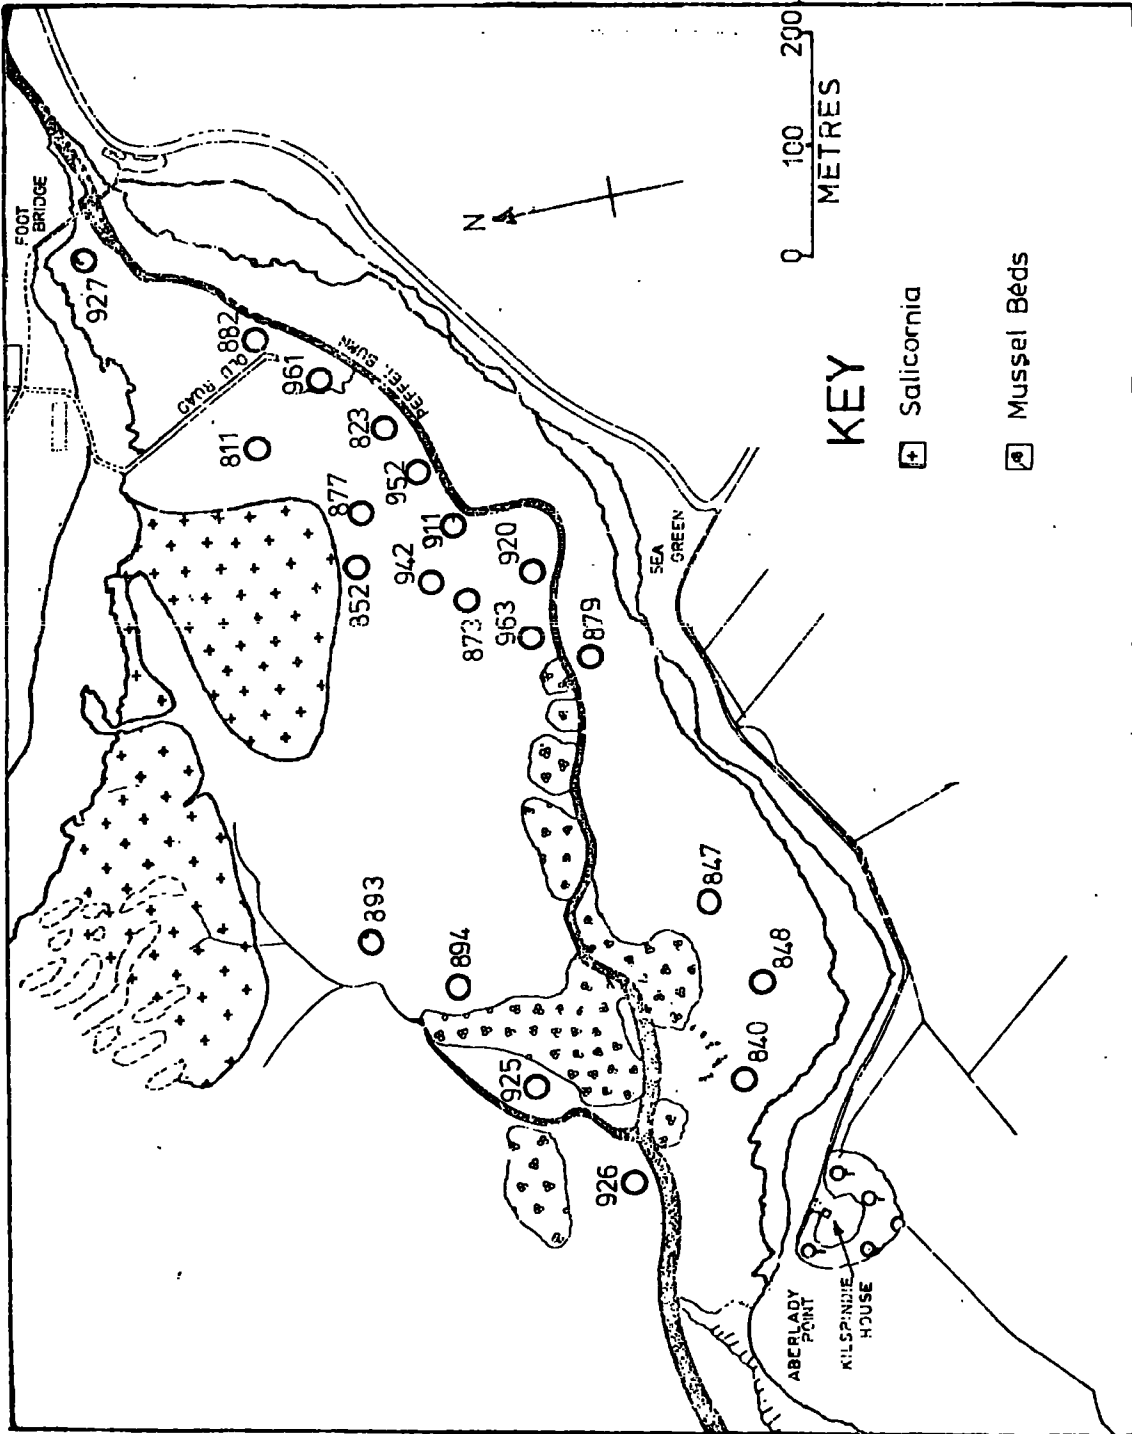 FOOT
BRIDGE
927
882
OLD ROAD
961
PEFFER BURN
811
823
952
877
911
942
852
920
873
963
879
SEA
GREEN
893
894
847
848
840
925
926
ABERLADY
POINT
KILSPINDIE
HOUSE
N
0 100 200
METRES
KEY
+ Salicornia
Mussel Beds